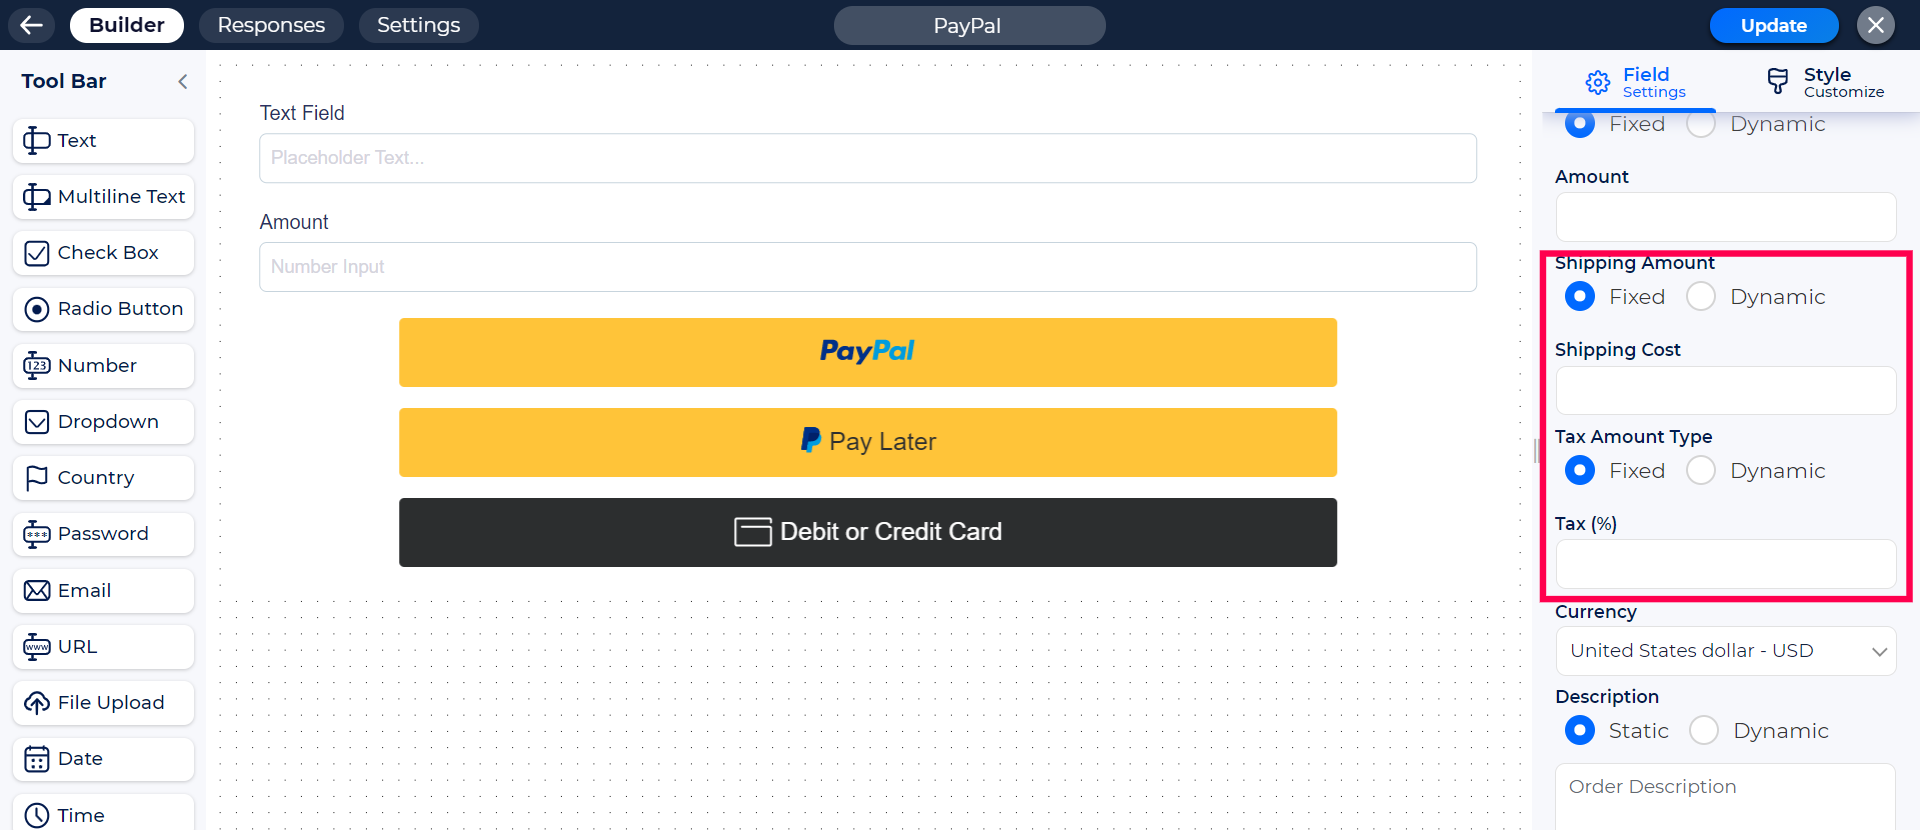 Builder
Responses
Settings
PayPal
Update
Tool Bar
Text
Multiline Text
Check Box
Radio Button
123
Number
Dropdown
Country
***
Password
Email
www
URL
File Upload
Date
Time
Text Field
Placeholder Text...
Amount
Number Input
PayPal
Pay Later
Debit or Credit Card
Field
Settings
Style
Customize
Fixed Dynamic
Amount
Shipping Amount
Fixed Dynamic
Shipping Cost
Tax Amount Type
Fixed Dynamic
Tax (%)
Currency
United States dollar - USD
Description
Static Dynamic
Order Description